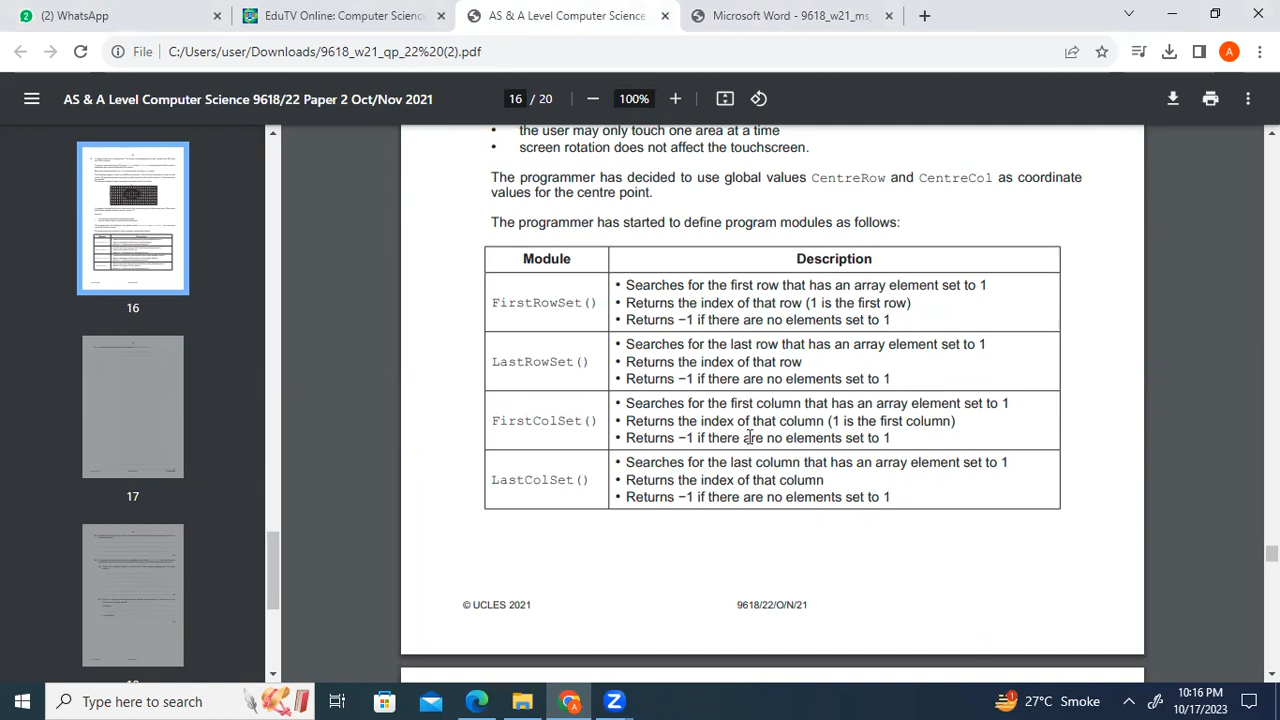 (2) WhatsApp
EduTV Online: Computer Science
AS & A Level Computer Science
Microsoft Word - 9618_w21_ms_
File
C:/Users/user/Downloads/9618_w21_qp_22%20(2).pdf
A
AS & A Level Computer Science 9618/22 Paper 2 Oct/Nov 2021
16 / 20
100%
16
17
• the user may only touch one area at a time
• screen rotation does not affect the touchscreen.
The programmer has decided to use global values CentreRow and CentreCol as coordinate
values for the centre point.
The programmer has started to define program modules as follows:
Module Description
FirstRowSet()
• Searches for the first row that has an array element set to 1
• Returns the index of that row (1 is the first row)
• Returns −1 if there are no elements set to 1
LastRowSet()
• Searches for the last row that has an array element set to 1
• Returns the index of that row
• Returns −1 if there are no elements set to 1
FirstColSet()
• Searches for the first column that has an array element set to 1
• Returns the index of that column (1 is the first column)
• Returns −1 if there are no elements set to 1
LastColSet()
• Searches for the last column that has an array element set to 1
• Returns the index of that column
• Returns −1 if there are no elements set to 1
© UCLES 2021
9618/22/O/N/21
Type here to search
27°C Smoke
10:16 PM
10/17/2023